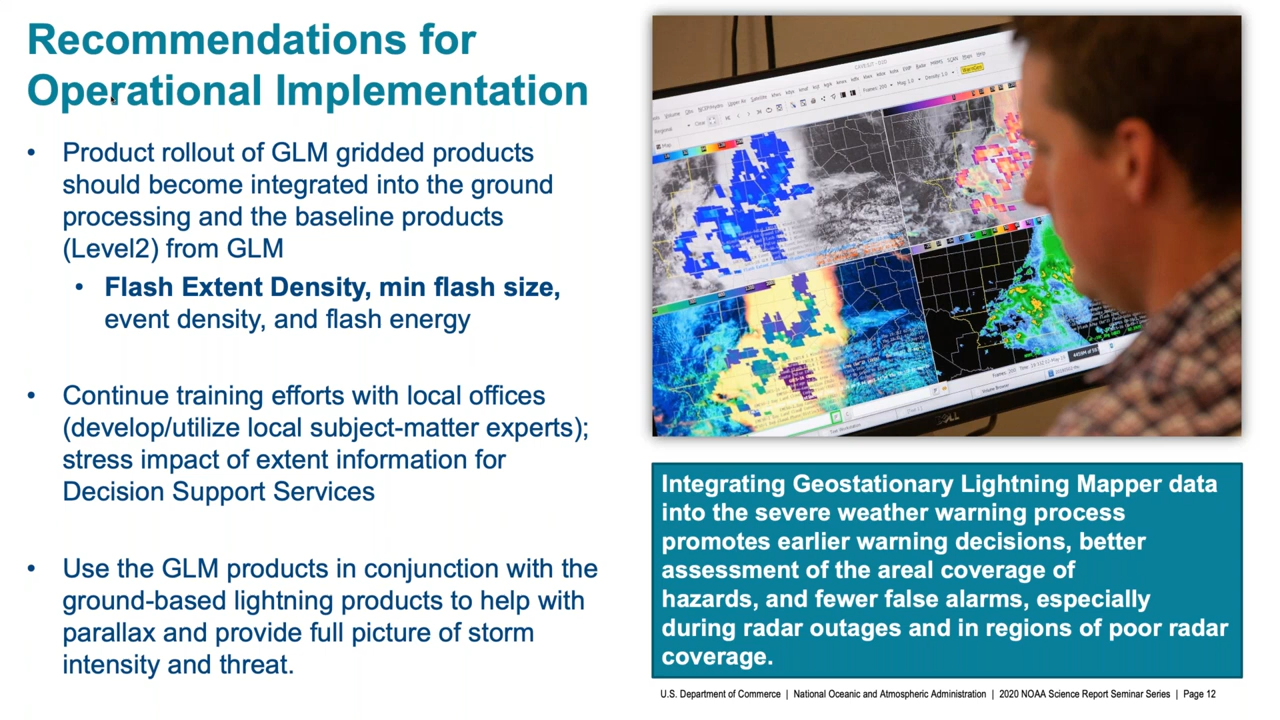 Recommendations for
Operational Implementation
• Product rollout of GLM gridded products
should become integrated into the ground
processing and the baseline products
(Level2) from GLM
• Flash Extent Density, min flash size,
event density, and flash energy
• Continue training efforts with local offices
(develop/utilize local subject-matter experts);
stress impact of extent information for
Decision Support Services
• Use the GLM products in conjunction with the
ground-based lightning products to help with
parallax and provide full picture of storm
intensity and threat.
WarnGen
DELL
Integrating Geostationary Lightning Mapper data
into the severe weather warning process
promotes earlier warning decisions, better
assessment of the areal coverage of
hazards, and fewer false alarms, especially
during radar outages and in regions of poor radar
coverage.
U.S. Department of Commerce | National Oceanic and Atmospheric Administration | 2020 NOAA Science Report Seminar Series | Page 12